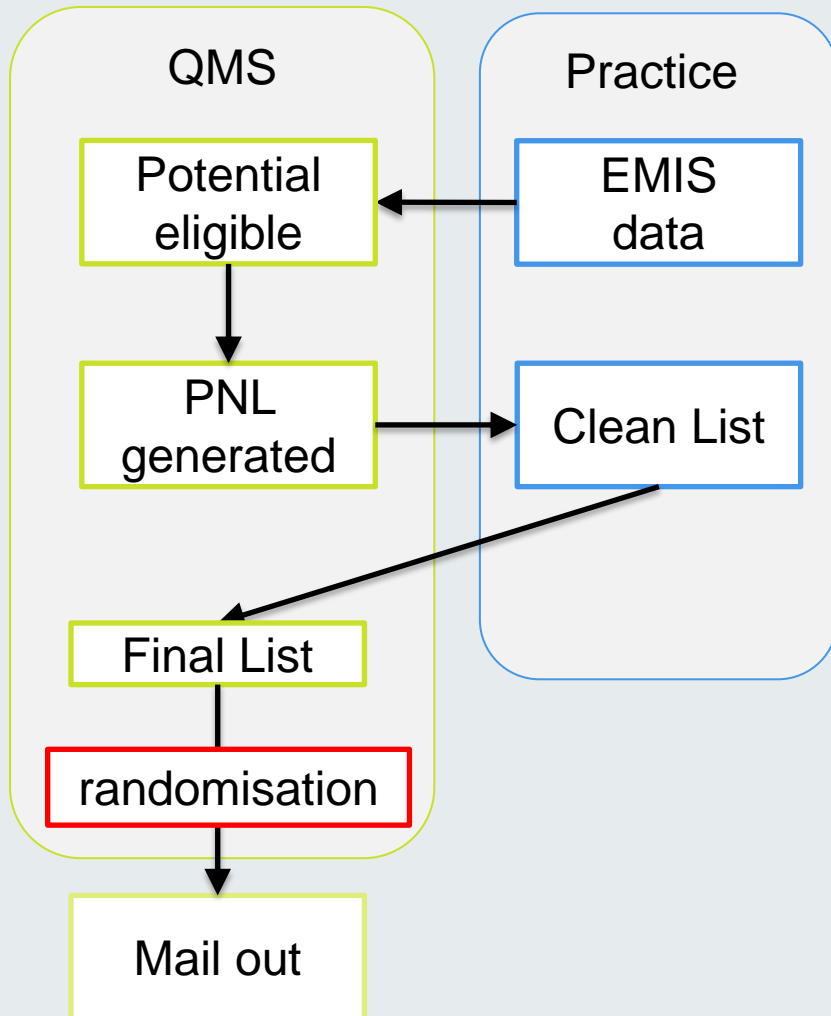 QMS
Practice
Potential
eligible
EMIS
data
PNL
generated
Clean List
Final List
randomisation
Mail out